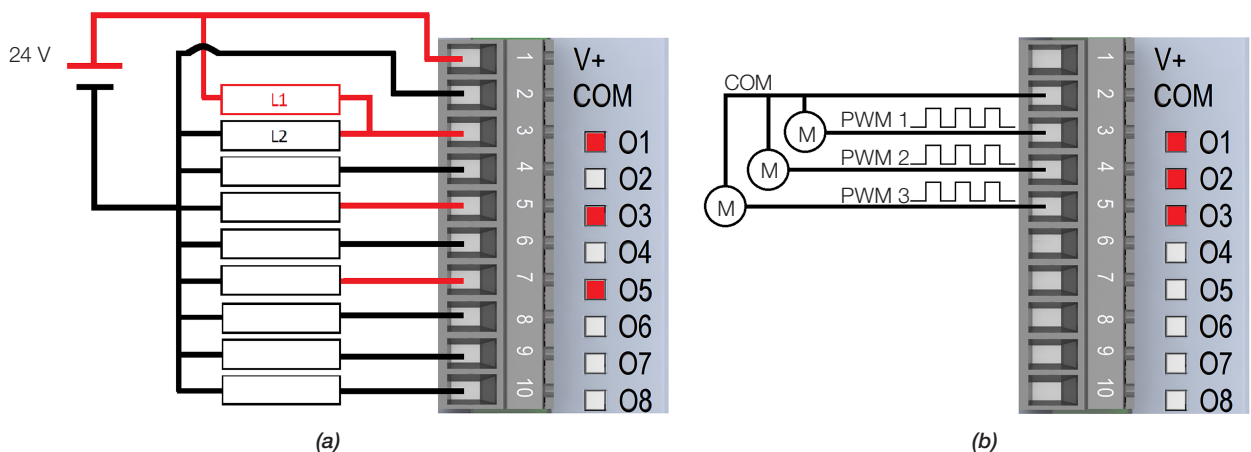 24 V
L1
L2
1
2
3
4
5
6
7
8
9
10
V+
COM
O1
O2
O3
O4
O5
O6
O7
O8
(a)
COM
PWM 1
M
PWM 2
M
PWM 3
M
1
2
3
4
5
6
7
8
9
10
V+
COM
O1
O2
O3
O4
O5
O6
O7
O8
(b)